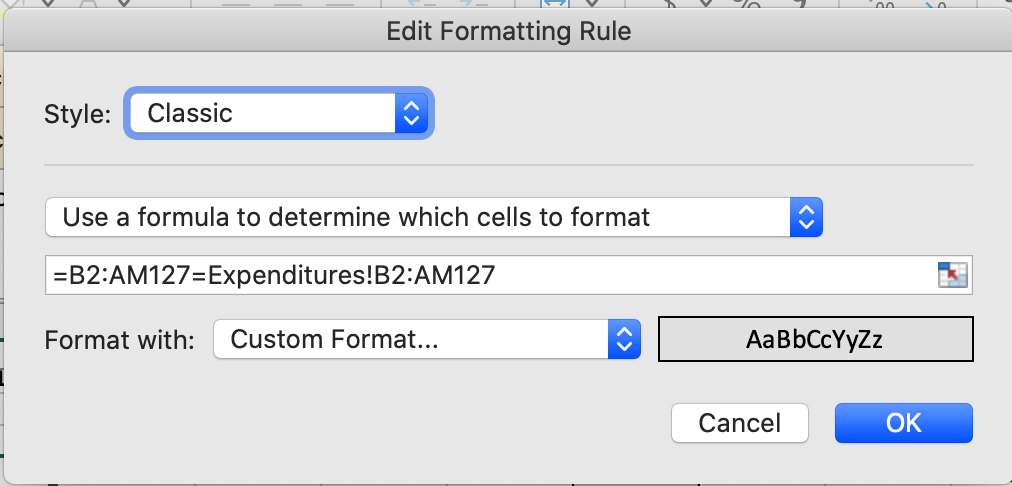 Edit Formatting Rule
Style: Classic
Use a formula to determine which cells to format
=B2:AM127=Expenditures!B2:AM127
Format with: Custom Format... AaBbCcYyZz
Cancel OK